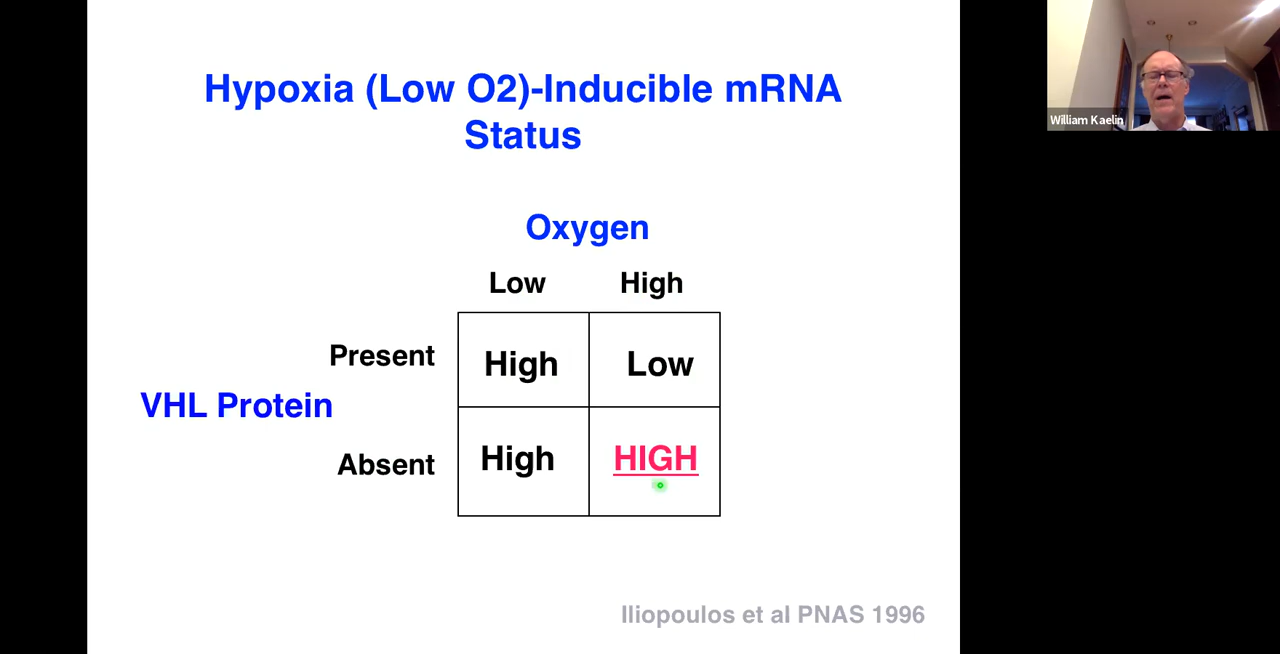 Hypoxia (Low O2)-Inducible mRNA
Status
Oxygen
Low High
Present High Low
VHL Protein
Absent High HIGH
Iliopoulos et al PNAS 1996
William Kaelin